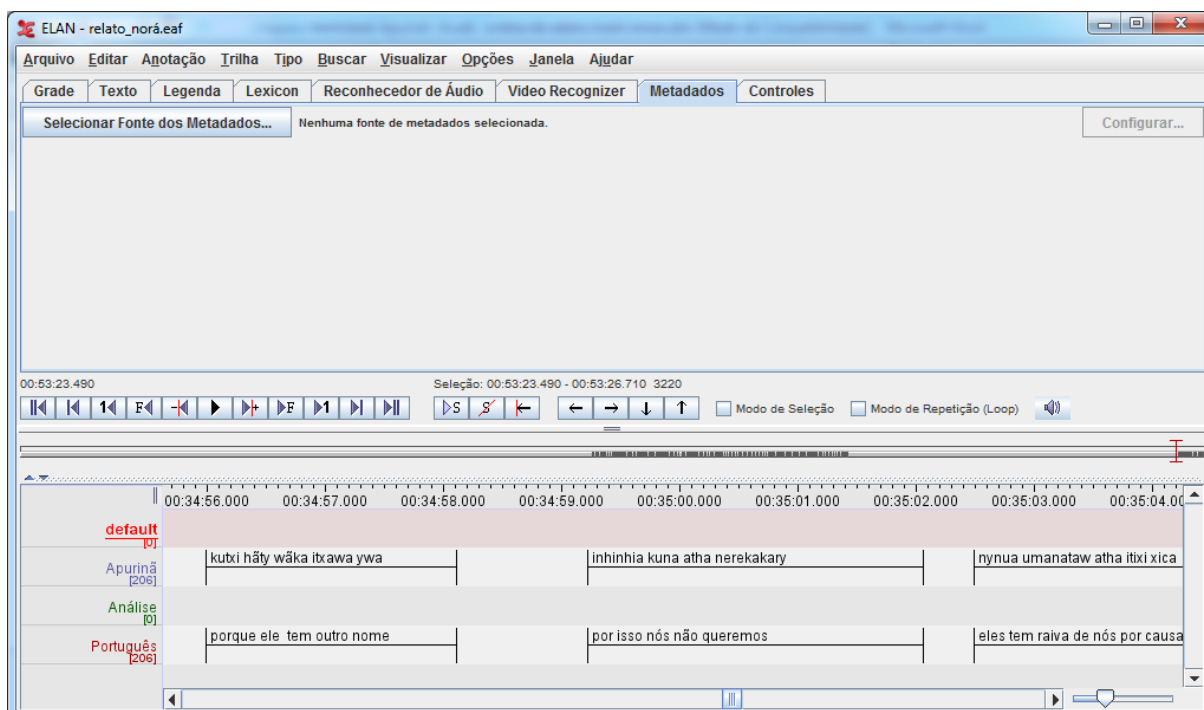 ELAN - relato_norá.eaf
Arquivo Editar Anotação Trilha Tipo Buscar Visualizar Opções Janela Ajudar
Grade Texto Legenda Lexicon Reconhecedor de Áudio Video Recognizer Metadados Controles
Selecionar Fonte dos Metadados... Nenhuma fonte de metadados selecionada. Configurar...
00:53:23.490 Seleção: 00:53:23.490 - 00:53:26.710 3220
1 F F 1 S S Modo de Seleção Modo de Repetição (Loop)
00:34:56.000 00:34:57.000 00:34:58.000 00:34:59.000 00:35:00.000 00:35:01.000 00:35:02.000 00:35:03.000 00:35:04.00
default
[0]
Apurinã kutxi hãty wãka itxawa ywa inhinhia kuna atha nerekakary nynua umanataw atha itixi xica
[206]
Análise
[0]
Português porque ele tem outro nome por isso nós não queremos eles tem raiva de nós por causa
[206]